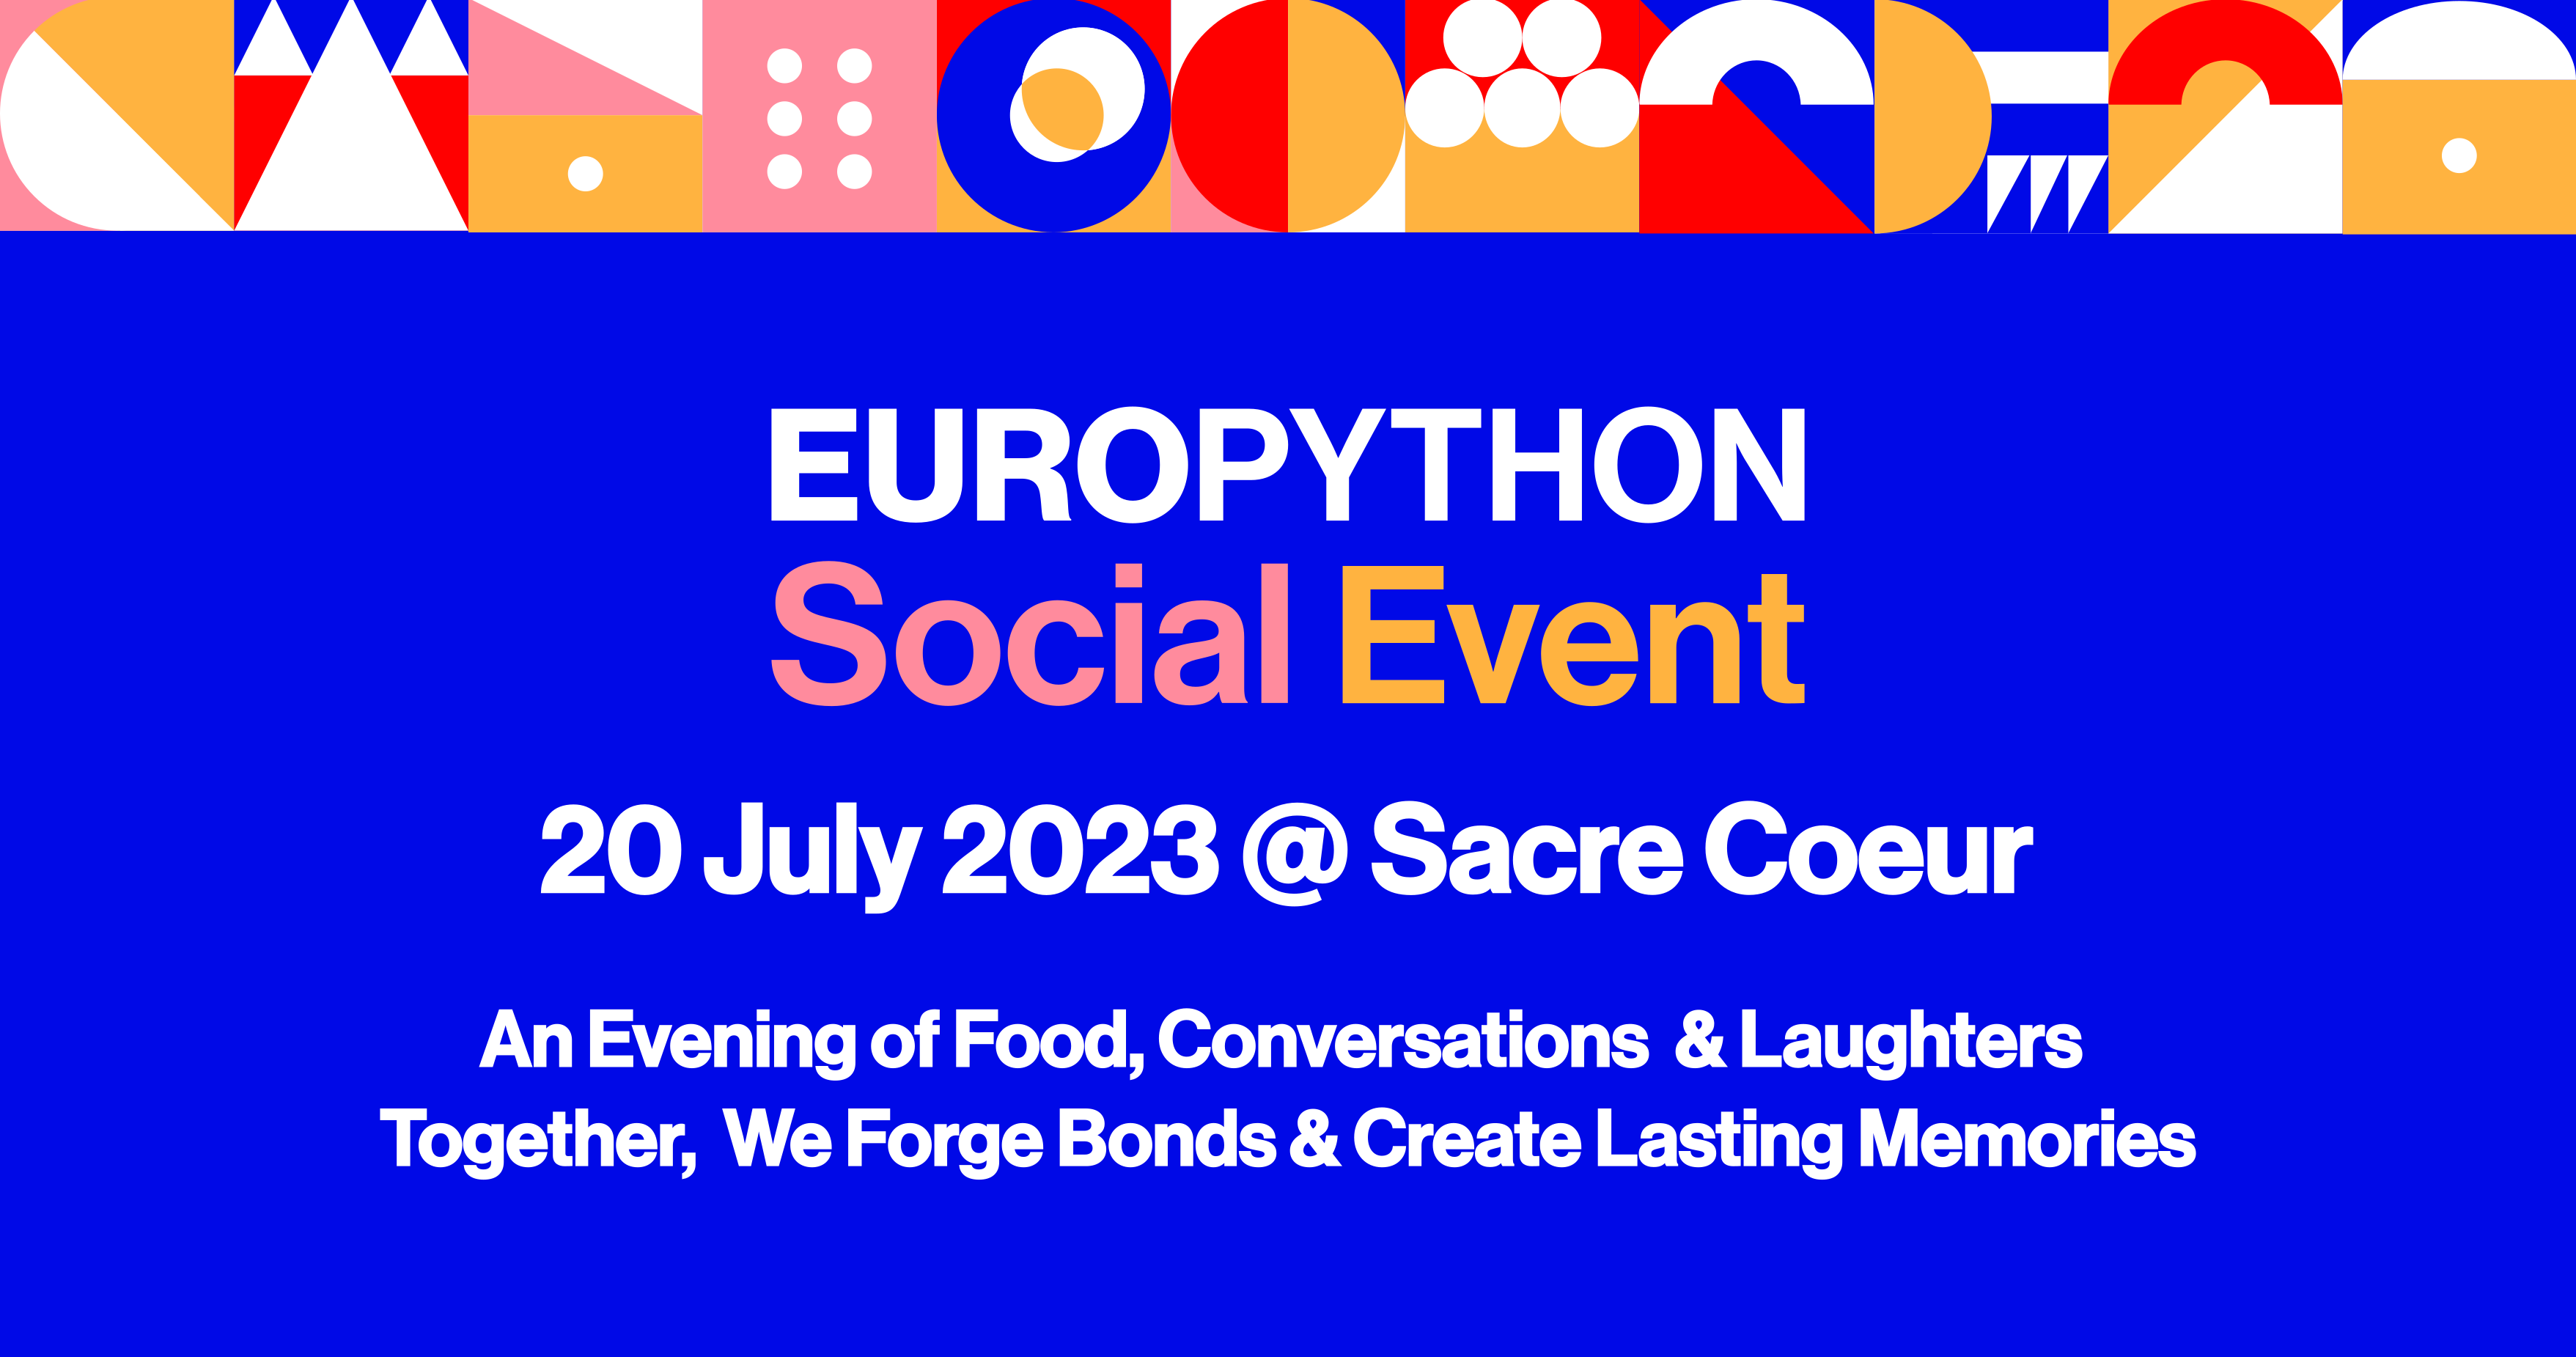 EUROPYTHON
Social Event
20 July 2023 @ Sacre Coeur
An Evening of Food, Conversations & Laughters
Together, We Forge Bonds & Create Lasting Memories